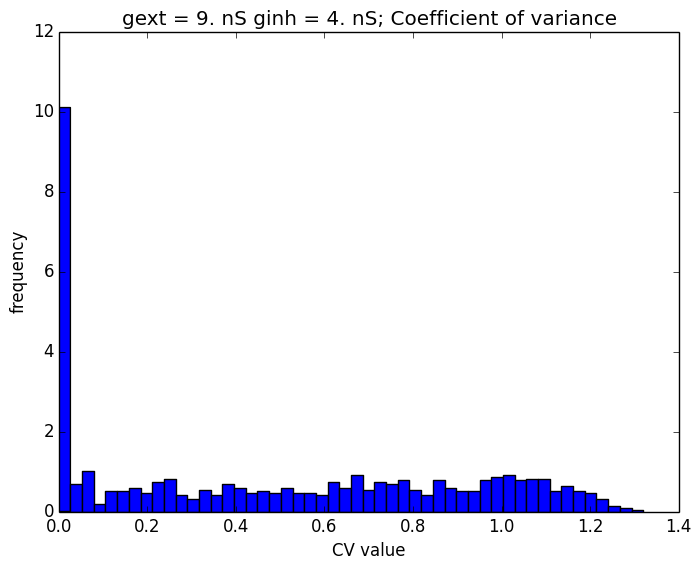 gext = 9. nS ginh = 4. nS; Coefficient of variance
12
10
8
6
4
2
0
frequency
0.0 0.2 0.4 0.6 0.8 1.0 1.2 1.4
CV value